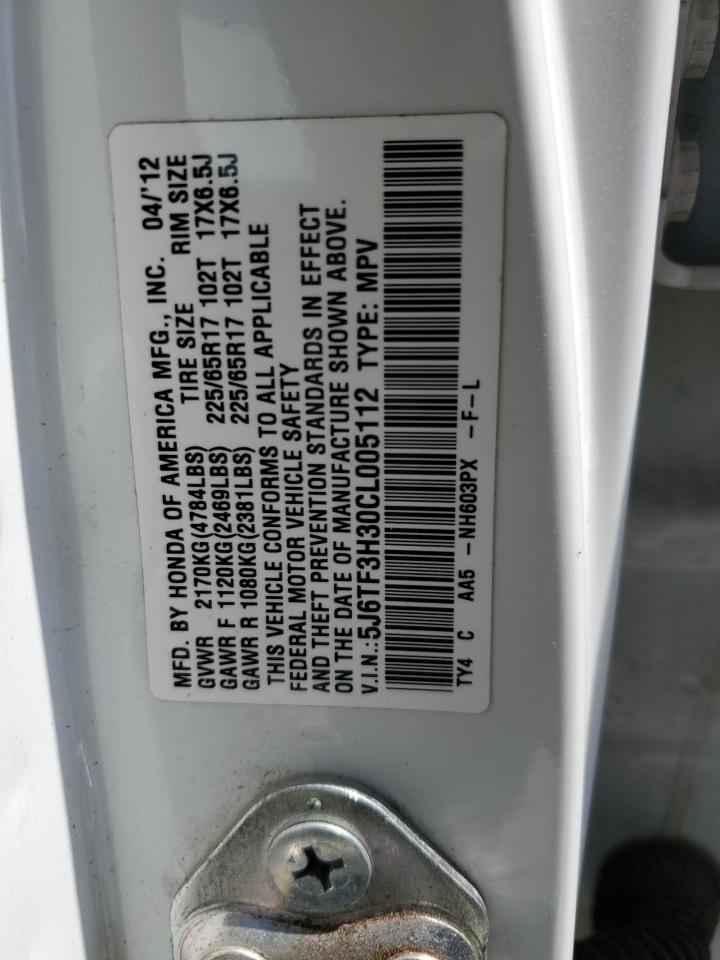 MFD. BY HONDA OF AMERICA MFG., INC. 04/'12
GVWR 2170KG(4784LBS) TIRE SIZE RIM SIZE
GAWR F 1120KG(2469LBS) 225/65R17 102T 17X6.5J
GAWR R 1080KG(2381LBS) 225/65R17 102T 17X6.5J
THIS VEHICLE CONFORMS TO ALL APPLICABLE
FEDERAL MOTOR VEHICLE SAFETY
AND THEFT PREVENTION STANDARDS IN EFFECT
ON THE DATE OF MANUFACTURE SHOWN ABOVE.
V.I.N.:5J6TF3H30CL005112 TYPE: MPV
TY4 C AA5 -NH603PX -F-L